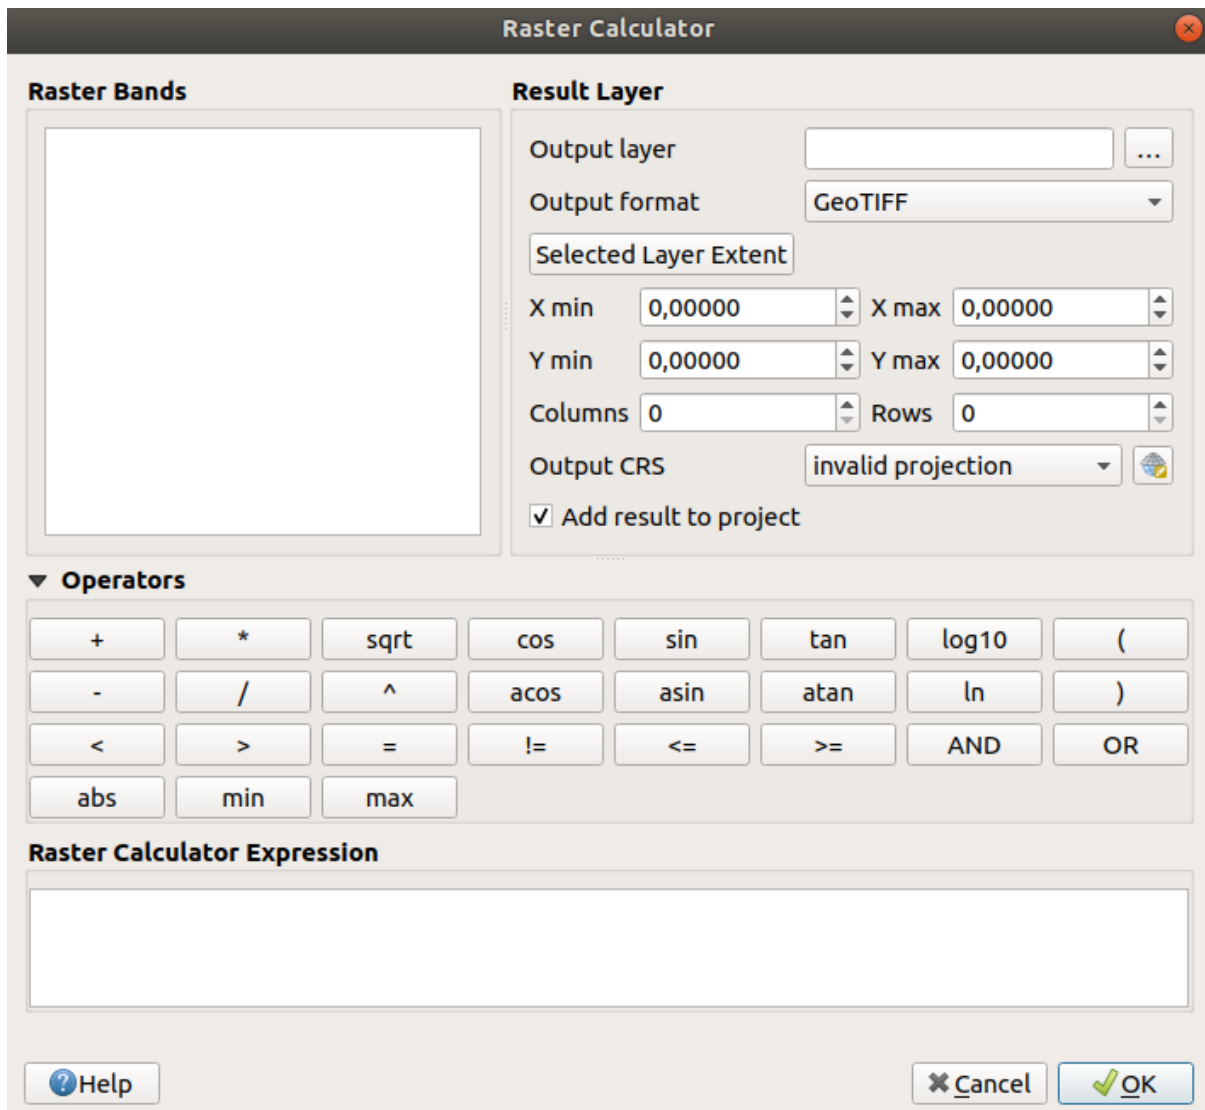 Raster Calculator
Raster Bands
Result Layer
Output layer
...
Output format GeoTIFF
Selected Layer Extent
X min 0,00000 X max 0,00000
Y min 0,00000 Y max 0,00000
Columns 0 Rows 0
Output CRS invalid projection
Add result to project
Operators
+ * sqrt cos sin tan log10 (
- / ^ acos asin atan ln )
< > = != <= >= AND OR
abs min max
Raster Calculator Expression
Help Cancel OK